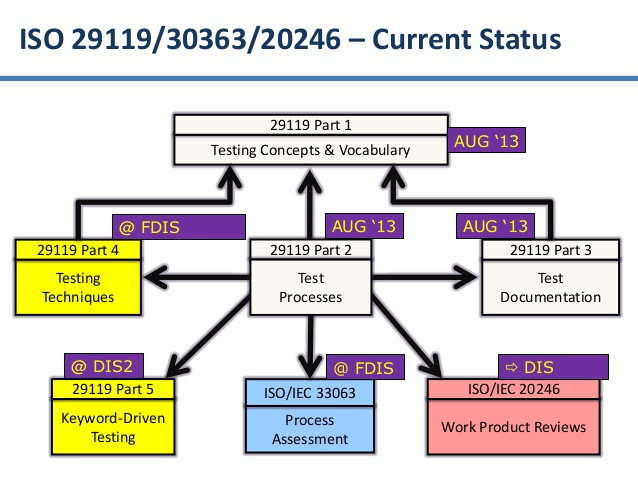 ISO 29119/30363/20246 – Current Status
29119 Part 1
Testing Concepts & Vocabulary
AUG ‘13
@ FDIS
AUG ‘13
AUG ‘13
29119 Part 4
Testing
Techniques
29119 Part 2
Test
Processes
29119 Part 3
Test
Documentation
@ DIS2
@ FDIS
⇨ DIS
29119 Part 5
Keyword-Driven
Testing
ISO/IEC 33063
Process
Assessment
ISO/IEC 20246
Work Product Reviews